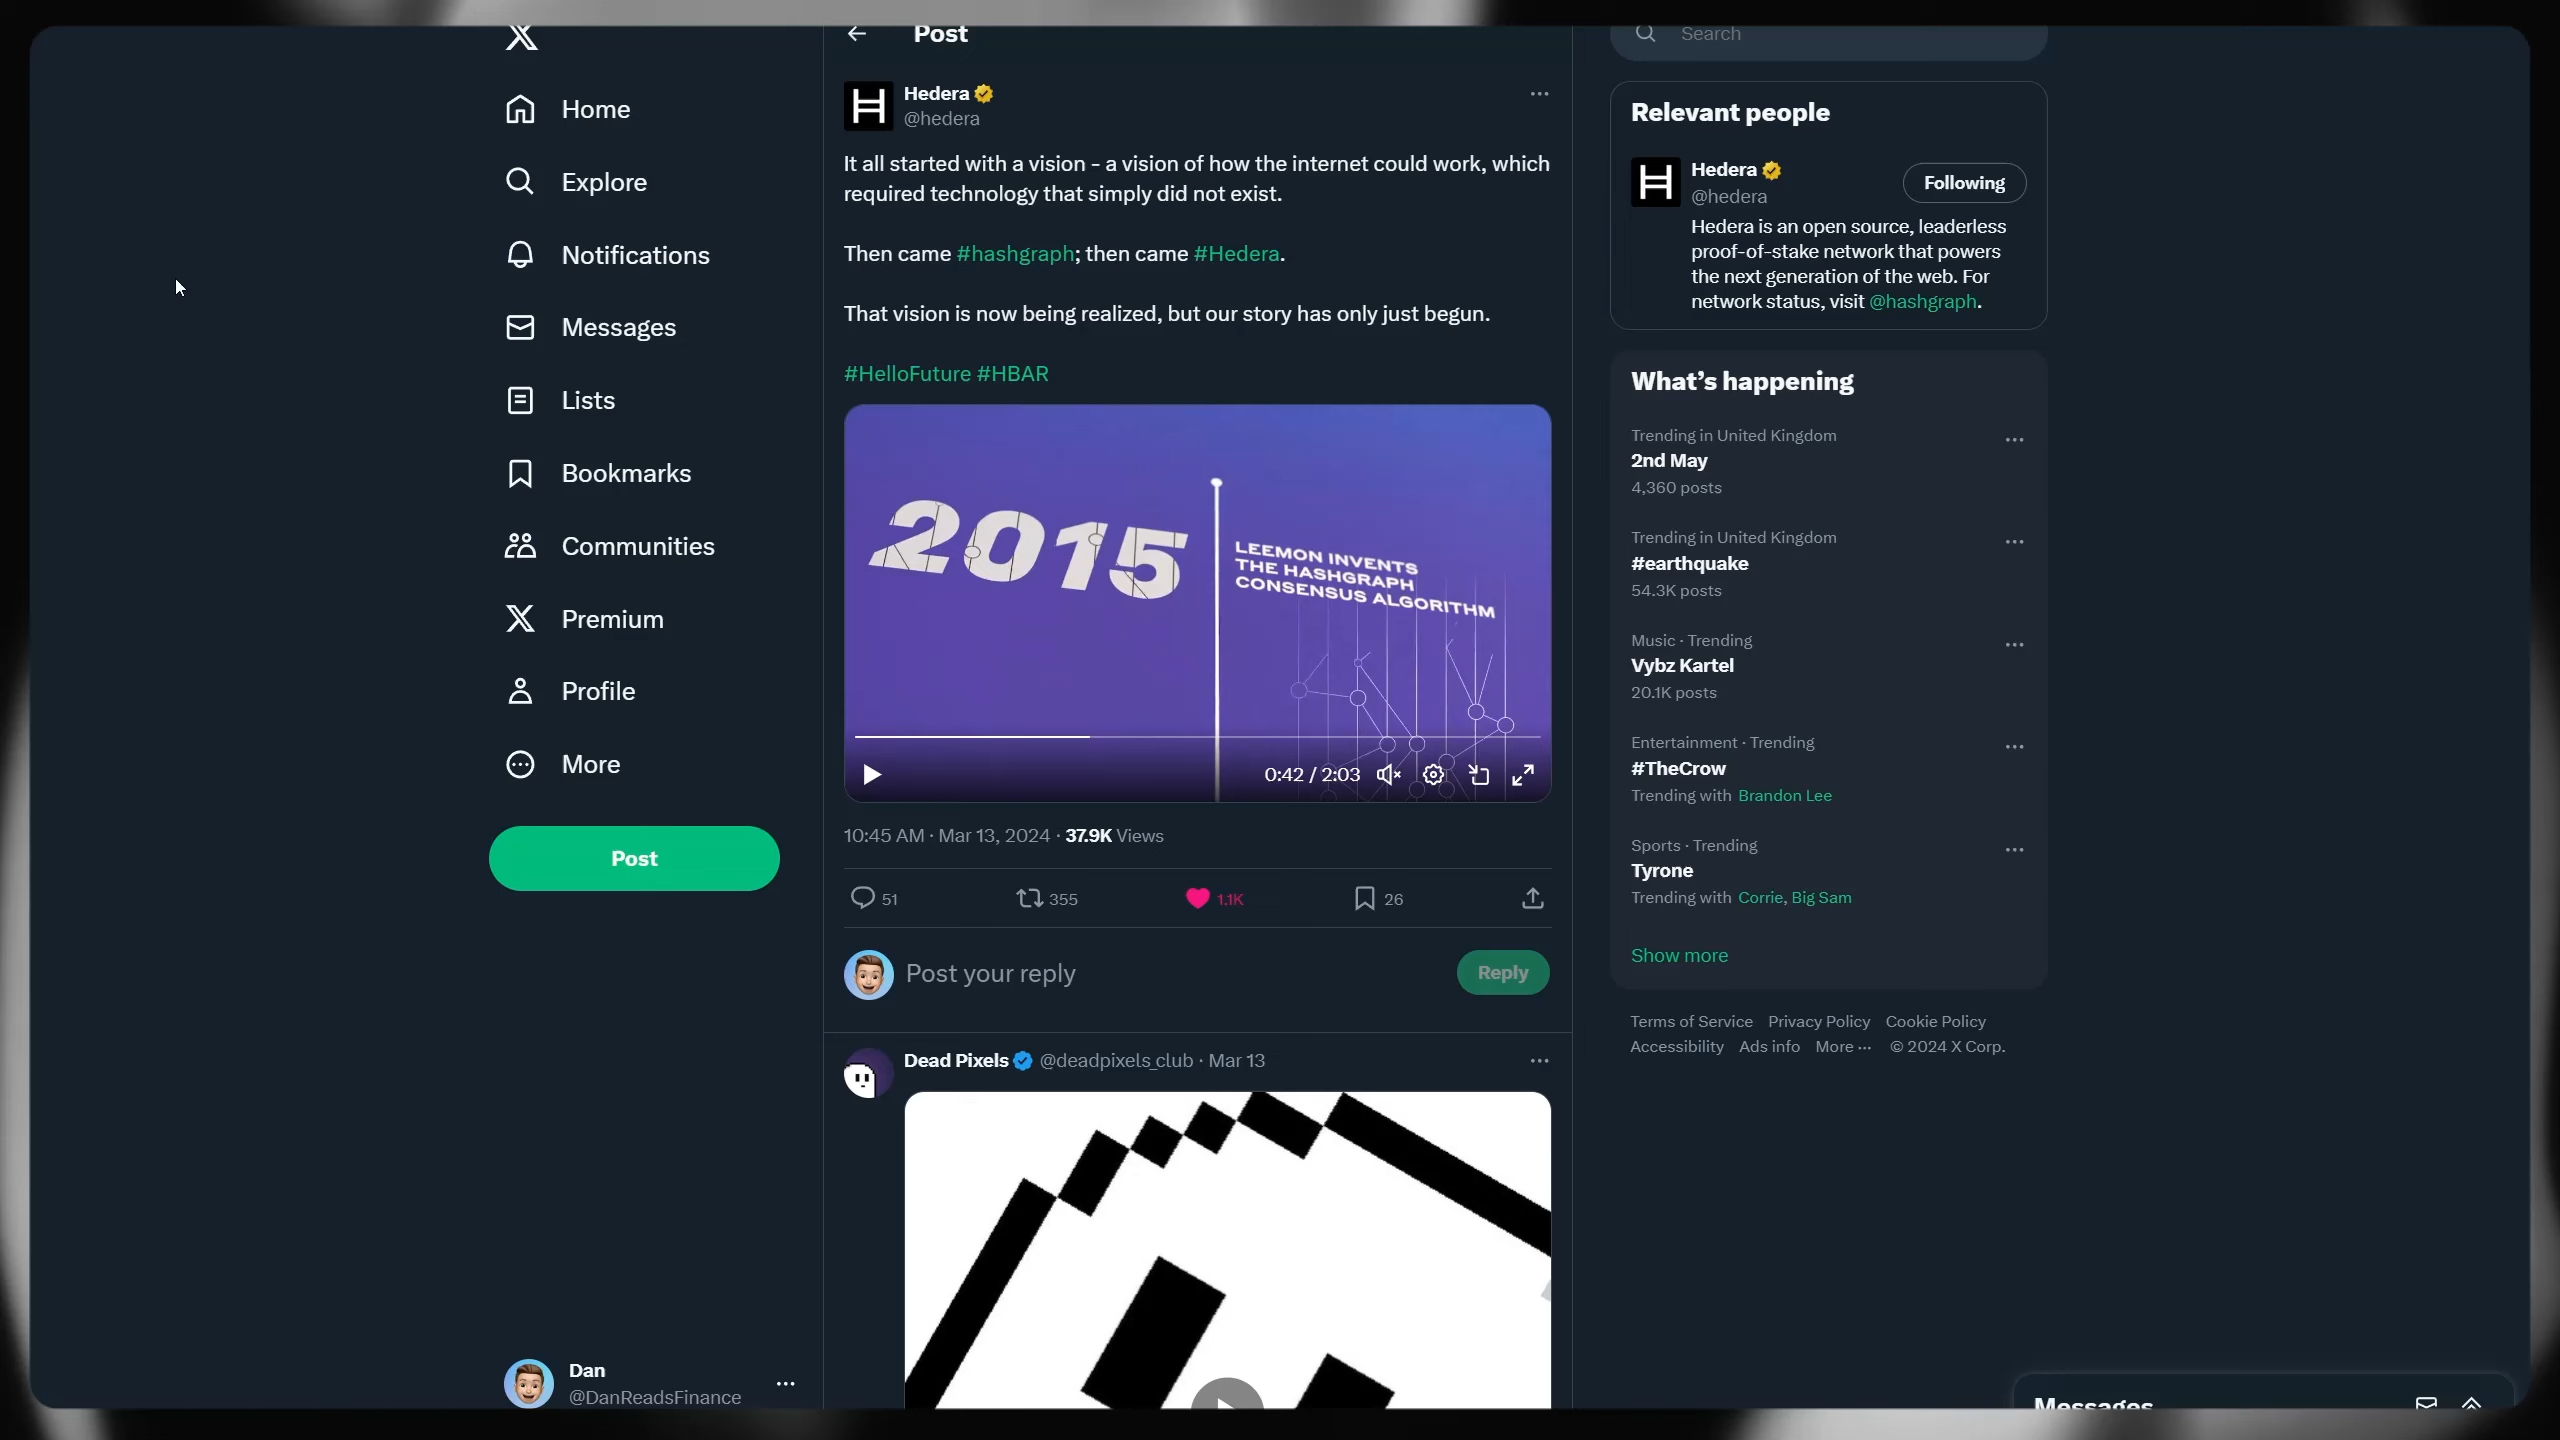 Home
Explore
Notifications
Messages
Lists
Bookmarks
Communities
Premium
Profile
More
Post
Dan
@DanReadsFinance
Post
Hedera
@hedera
It all started with a vision - a vision of how the internet could work, which
required technology that simply did not exist.
Then came #hashgraph; then came #Hedera.
That vision is now being realized, but our story has only just begun.
#HelloFuture #HBAR
2015
LEEMON INVENTS
THE HASHGRAPH
CONSENSUS ALGORITHM
0:42 / 2:03
10:45 AM · Mar 13, 2024 · 37.9K Views
51 355 1.1K 26
Post your reply
Reply
Dead Pixels @deadpixels_club · Mar 13
Search
Relevant people
Hedera
@hedera
Following
Hedera is an open source, leaderless
proof-of-stake network that powers
the next generation of the web. For
network status, visit @hashgraph.
What's happening
Trending in United Kingdom
2nd May
4,360 posts
Trending in United Kingdom
#earthquake
54.3K posts
Music · Trending
Vybz Kartel
20.1K posts
Entertainment · Trending
#TheCrow
Trending with Brandon Lee
Sports · Trending
Tyrone
Trending with Corrie, Big Sam
Show more
Terms of Service Privacy Policy Cookie Policy
Accessibility Ads info More ··· © 2024 X Corp.
Messages